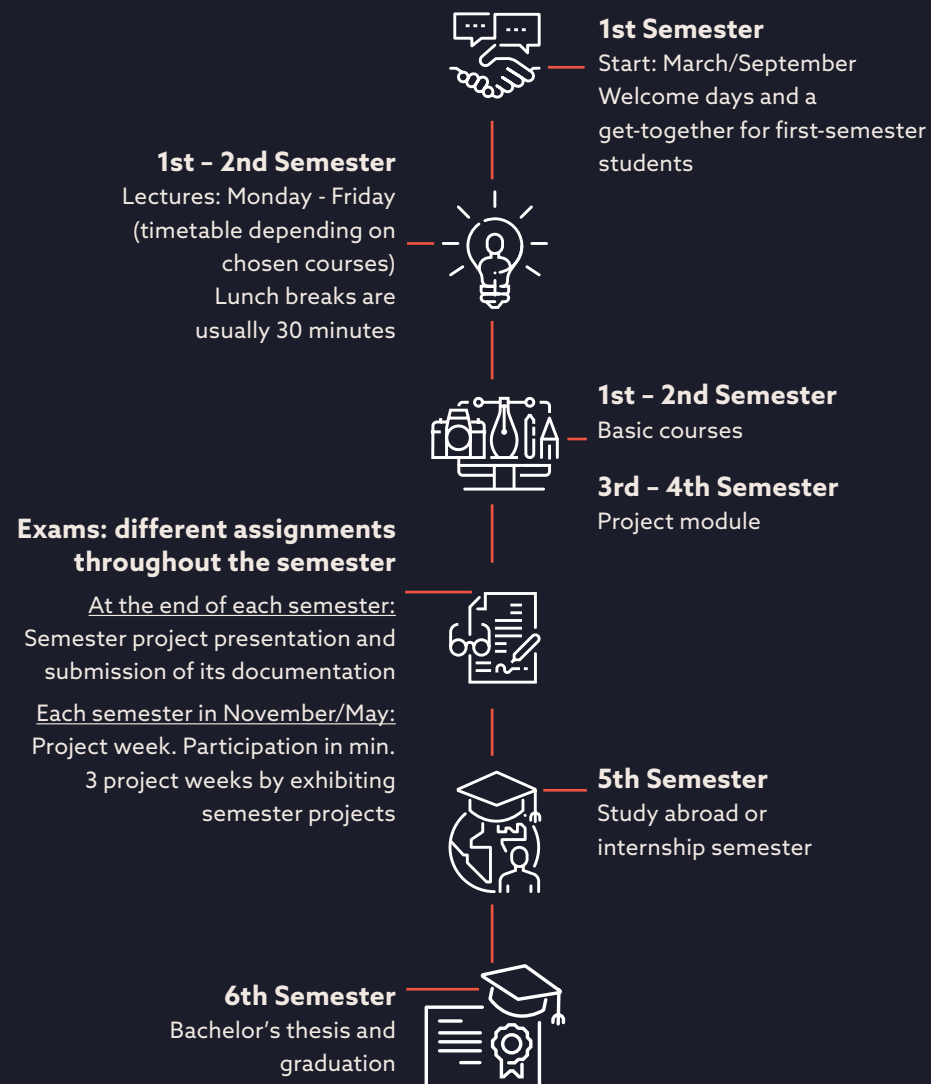 1st Semester
Start: March/September
Welcome days and a
get-together for first-semester
students
1st – 2nd Semester
Lectures: Monday - Friday
(timetable depending on
chosen courses)
Lunch breaks are
usually 30 minutes
1st – 2nd Semester
Basic courses
3rd – 4th Semester
Project module
Exams: different assignments
throughout the semester
At the end of each semester:
Semester project presentation and
submission of its documentation
Each semester in November/May:
Project week. Participation in min.
3 project weeks by exhibiting
semester projects
5th Semester
Study abroad or
internship semester
6th Semester
Bachelor’s thesis and
graduation